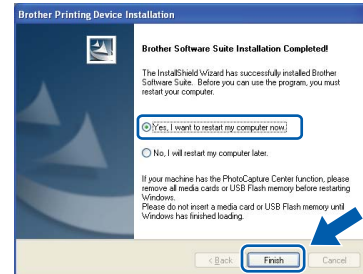 Brother Printing Device Installation
Brother Software Suite Installation Completed!
The InstallShield Wizard has successfully installed Brother
Software Suite. Before you can use the program, you must
restart your computer.
Yes, I want to restart my computer now.
No, I will restart my computer later.
If your machine has the PhotoCapture Center function, please
remove all media cards or USB Flash memory before restarting
Windows.
Please do not insert a media card or USB Flash memory until
Windows has finished loading.
< Back
Finish
Cancel